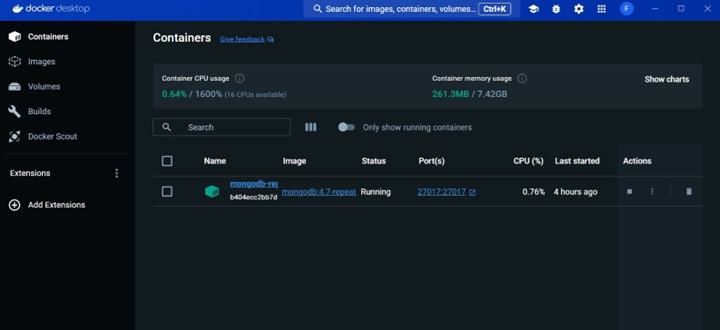 docker desktop
Search for images, containers, volumes... Ctrl+K
F
Containers
Images
Volumes
Builds
Docker Scout
Extensions
Add Extensions
Containers Give feedback
Container CPU usage
0.64% / 1600% (16 CPUs available)
Container memory usage
261.3MB / 7.42GB
Show charts
Search
Only show running containers
Name Image Status Port(s) CPU (%) Last started Actions
mongodb-rep
b404ecc2bb7d
mongodb:4.7-repeat Running 27017:27017 0.76% 4 hours ago